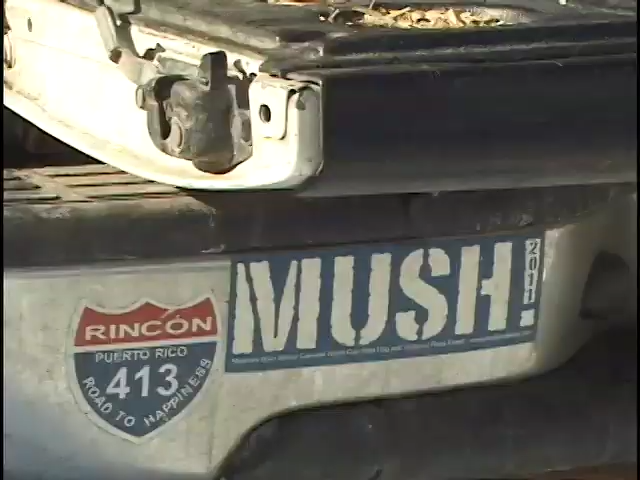 RINCÓN
PUERTO RICO
413
ROAD TO HAPPINESS
MUSH!
2011